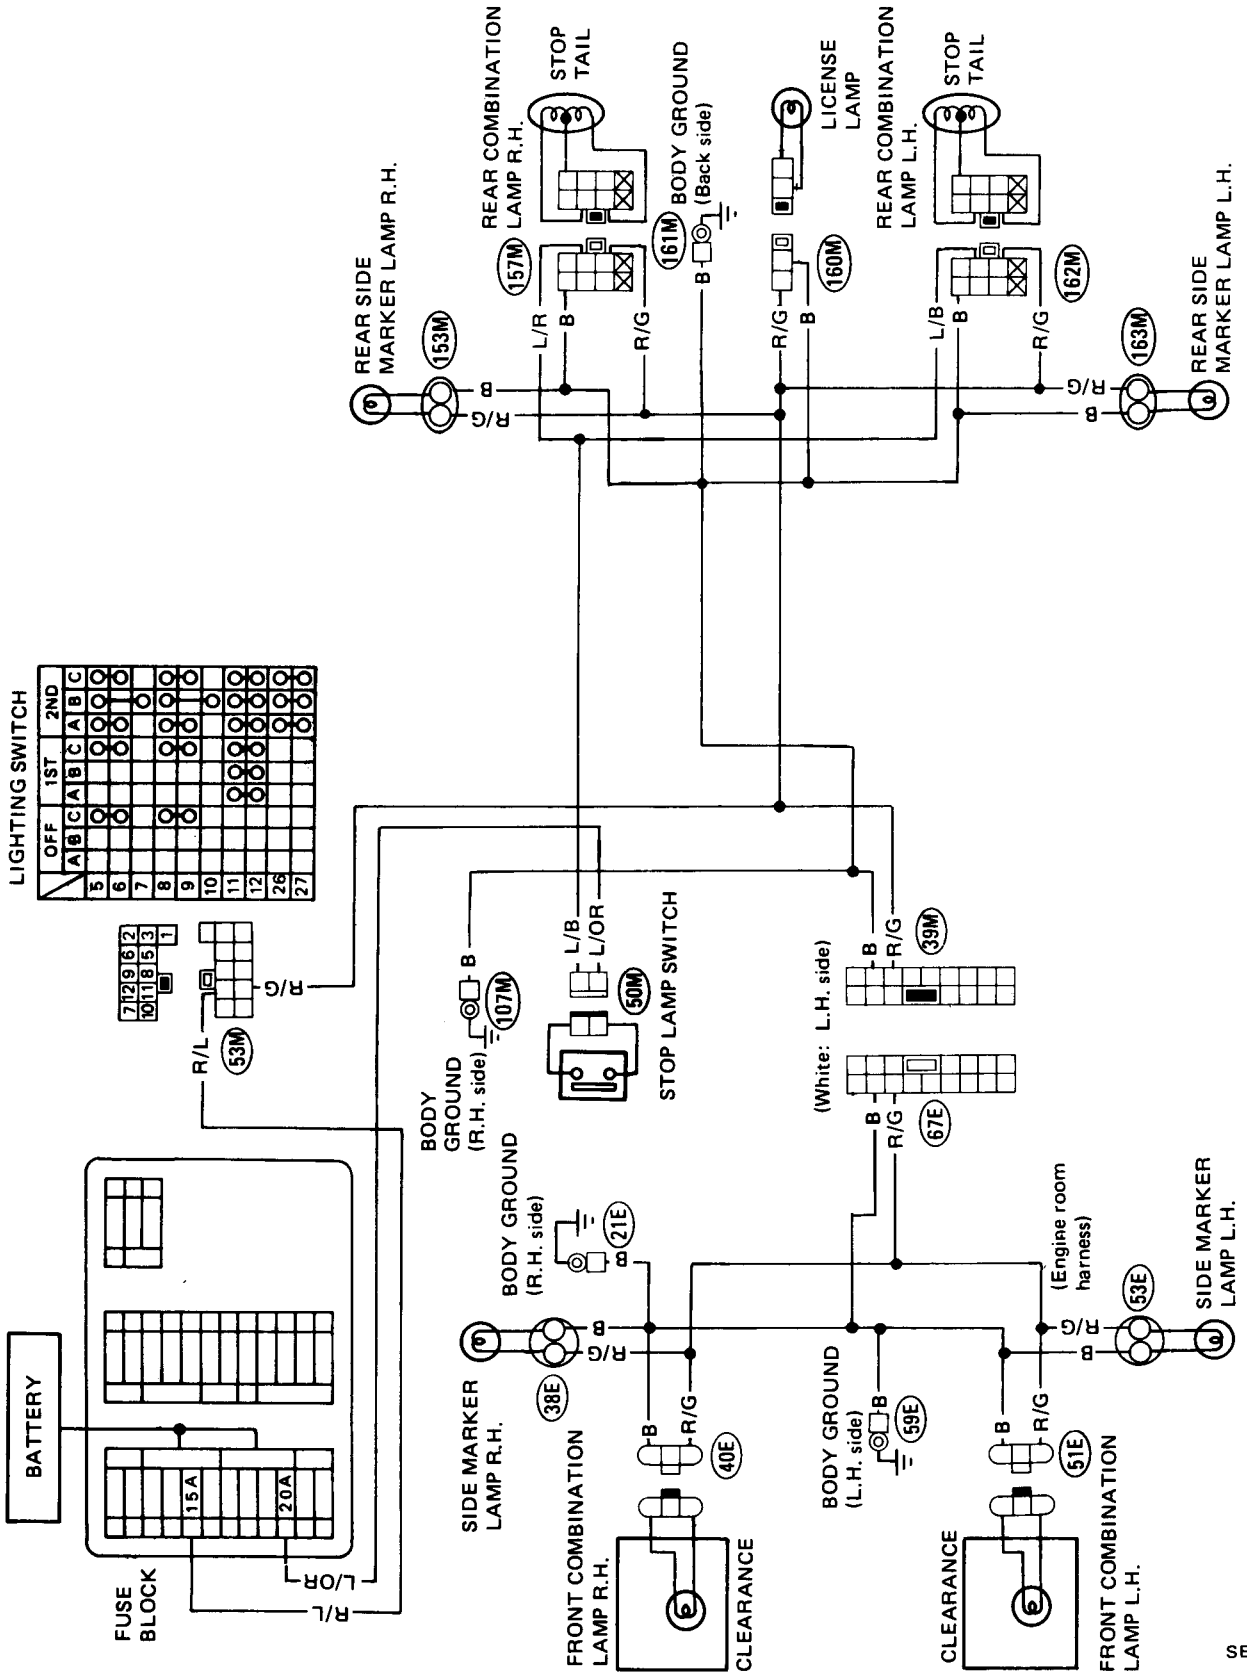 LIGHTING SWITCH
OFF 1ST 2ND
A B C A B C A B C
5
6
7
8
9
10
11
12
26
27
BATTERY
FUSE
BLOCK
15A
20A
R/L
L/OR
R/L
53M
7 12 9 6 2
10 11 8 5 3 1
R/G
BODY
GROUND
(R.H. side)
107M
B
STOP LAMP SWITCH
50M
L/B
L/OR
(White: L.H. side)
67E
B
R/G
39M
B
R/G
BODY GROUND
(R.H. side)
21E
B
SIDE MARKER
LAMP R.H.
38E
B
R/G
FRONT COMBINATION
LAMP R.H.
CLEARANCE
40E
B
R/G
BODY GROUND
(L.H. side)
59E
B
CLEARANCE
FRONT COMBINATION
LAMP L.H.
51E
B
R/G
(Engine room
harness)
53E
R/G
B
SIDE MARKER
LAMP L.H.
REAR SIDE
MARKER LAMP R.H.
153M
B
R/G
REAR COMBINATION
LAMP R.H.
STOP
TAIL
157M
L/R
B
R/G
BODY GROUND
(Back side)
161M
B
LICENSE
LAMP
160M
R/G
B
REAR COMBINATION
LAMP L.H.
STOP
TAIL
162M
L/B
B
R/G
163M
R/G
B
REAR SIDE
MARKER LAMP L.H.
SE